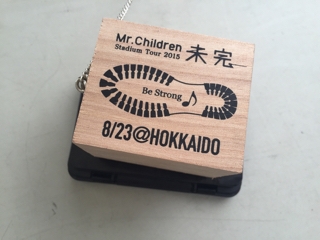 Mr.Children
Stadium Tour 2015 未完
Be Strong
8/23@HOKKAIDO